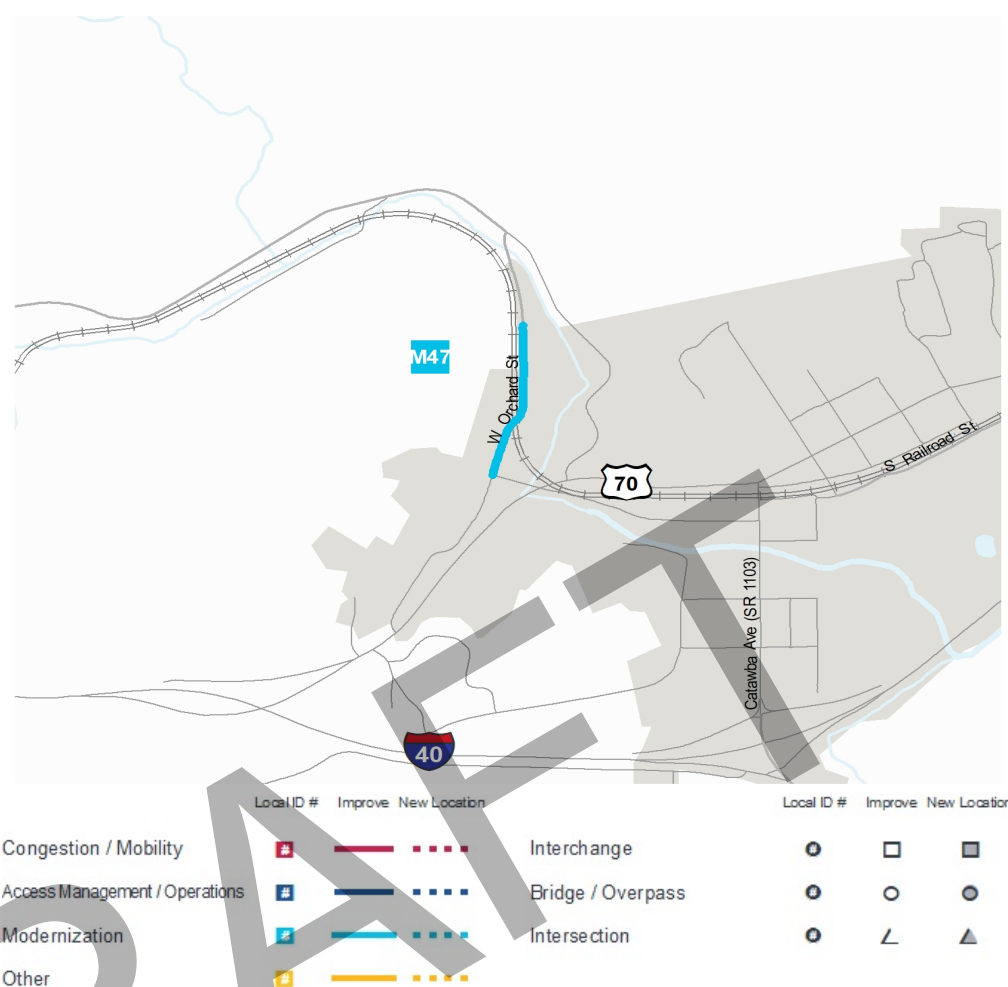 M47
W Orchard St
70
S Railroad St
Catawba Ave (SR 1103)
40
Local ID # Improve New Location Local ID # Improve New Location
Congestion / Mobility # Interchange #
Access Management / Operations # Bridge / Overpass #
Modernization # Intersection #
Other #
RAFT